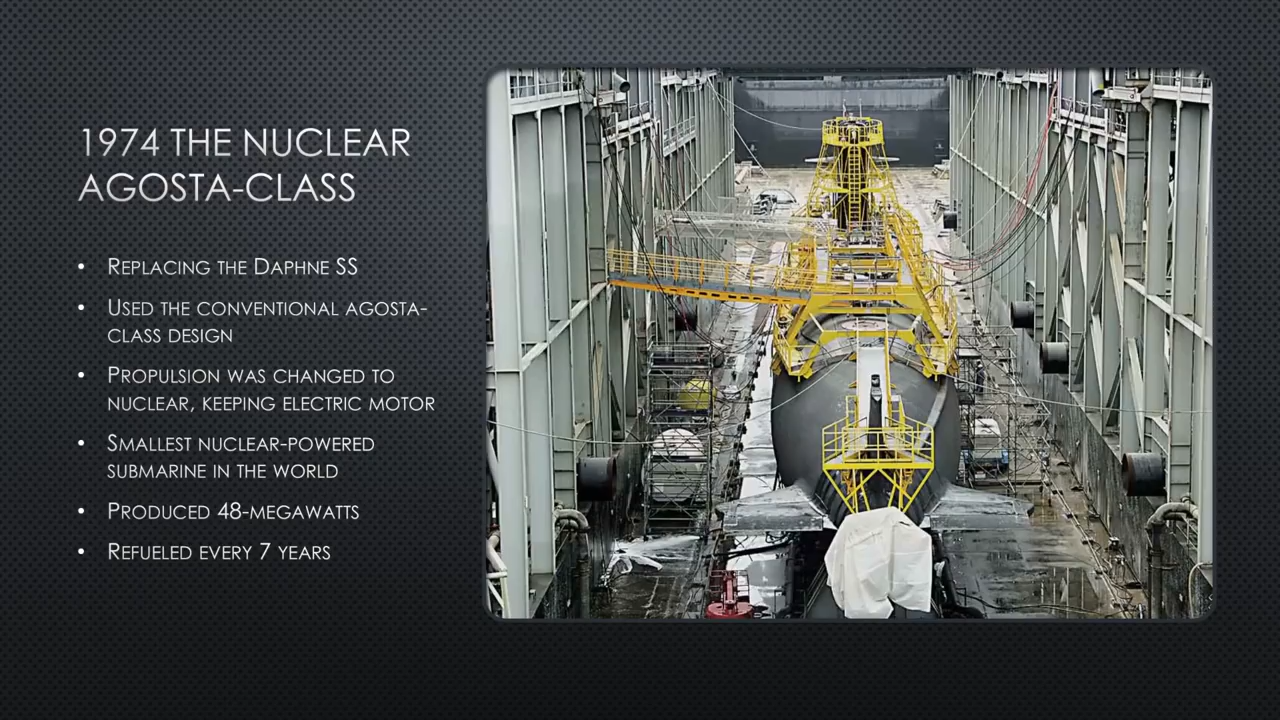 1974 THE NUCLEAR
AGOSTA-CLASS
• REPLACING THE DAPHNE SS
• USED THE CONVENTIONAL AGOSTA-
CLASS DESIGN
• PROPULSION WAS CHANGED TO
NUCLEAR, KEEPING ELECTRIC MOTOR
• SMALLEST NUCLEAR-POWERED
SUBMARINE IN THE WORLD
• PRODUCED 48-MEGAWATTS
• REFUELED EVERY 7 YEARS